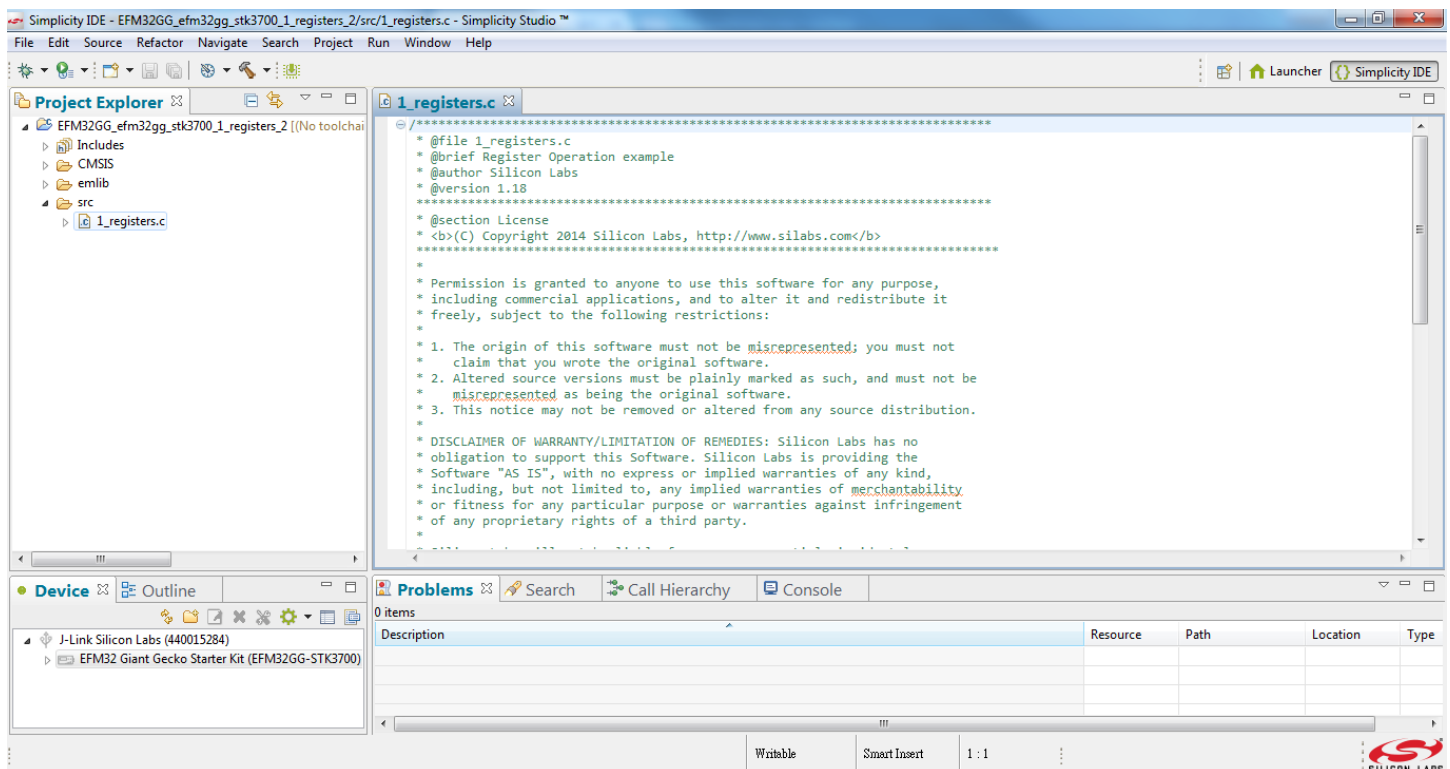 Simplicity IDE - EFM32GG_efm32gg_stk3700_1_registers_2/src/1_registers.c - Simplicity Studio ™
File Edit Source Refactor Navigate Search Project Run Window Help
Launcher Simplicity IDE
Project Explorer
EFM32GG_efm32gg_stk3700_1_registers_2 [(No toolchai
Includes
CMSIS
emlib
src
1_registers.c
1_registers.c
/******************************************************************************
* @file 1_registers.c
* @brief Register Operation example
* @author Silicon Labs
* @version 1.18
******************************************************************************
* @section License
* <b>(C) Copyright 2014 Silicon Labs, http://www.silabs.com</b>
*******************************************************************************
*
* Permission is granted to anyone to use this software for any purpose,
* including commercial applications, and to alter it and redistribute it
* freely, subject to the following restrictions:
*
* 1. The origin of this software must not be misrepresented; you must not
*    claim that you wrote the original software.
* 2. Altered source versions must be plainly marked as such, and must not be
*    misrepresented as being the original software.
* 3. This notice may not be removed or altered from any source distribution.
*
* DISCLAIMER OF WARRANTY/LIMITATION OF REMEDIES: Silicon Labs has no
* obligation to support this Software. Silicon Labs is providing the
* Software "AS IS", with no express or implied warranties of any kind,
* including, but not limited to, any implied warranties of merchantability
* or fitness for any particular purpose or warranties against infringement
* of any proprietary rights of a third party.
*
Device Outline
J-Link Silicon Labs (440015284)
EFM32 Giant Gecko Starter Kit (EFM32GG-STK3700)
Problems Search Call Hierarchy Console
0 items
Description Resource Path Location Type
Writable Smart Insert 1 : 1
SILICON LABS